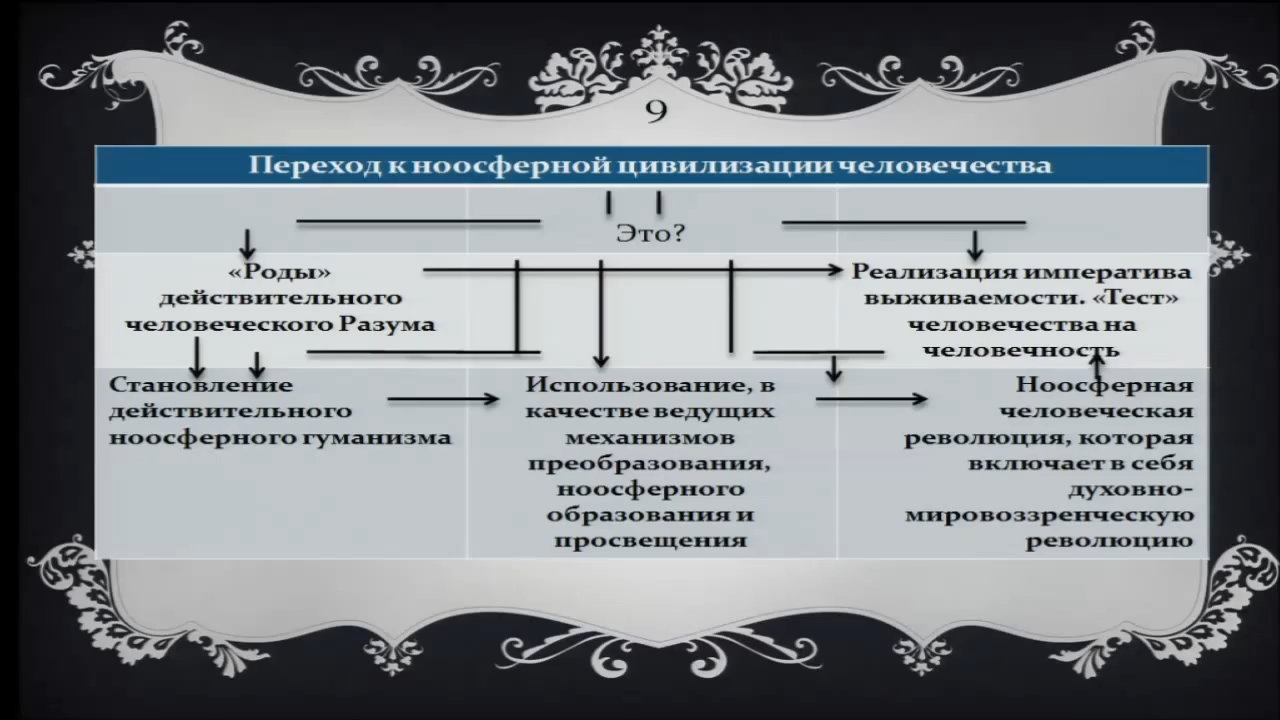 9
Переход к ноосферной цивилизации человечества
Это?
«Роды»
действительного
человеческого Разума
Реализация императива
выживаемости. «Тест»
человечества на
человечность
Становление
действительного
ноосферного гуманизма
Использование, в
качестве ведущих
механизмов
преобразования,
ноосферного
образования и
просвещения
Ноосферная
человеческая
революция, которая
включает в себя
духовно-
мировоззренческую
революцию